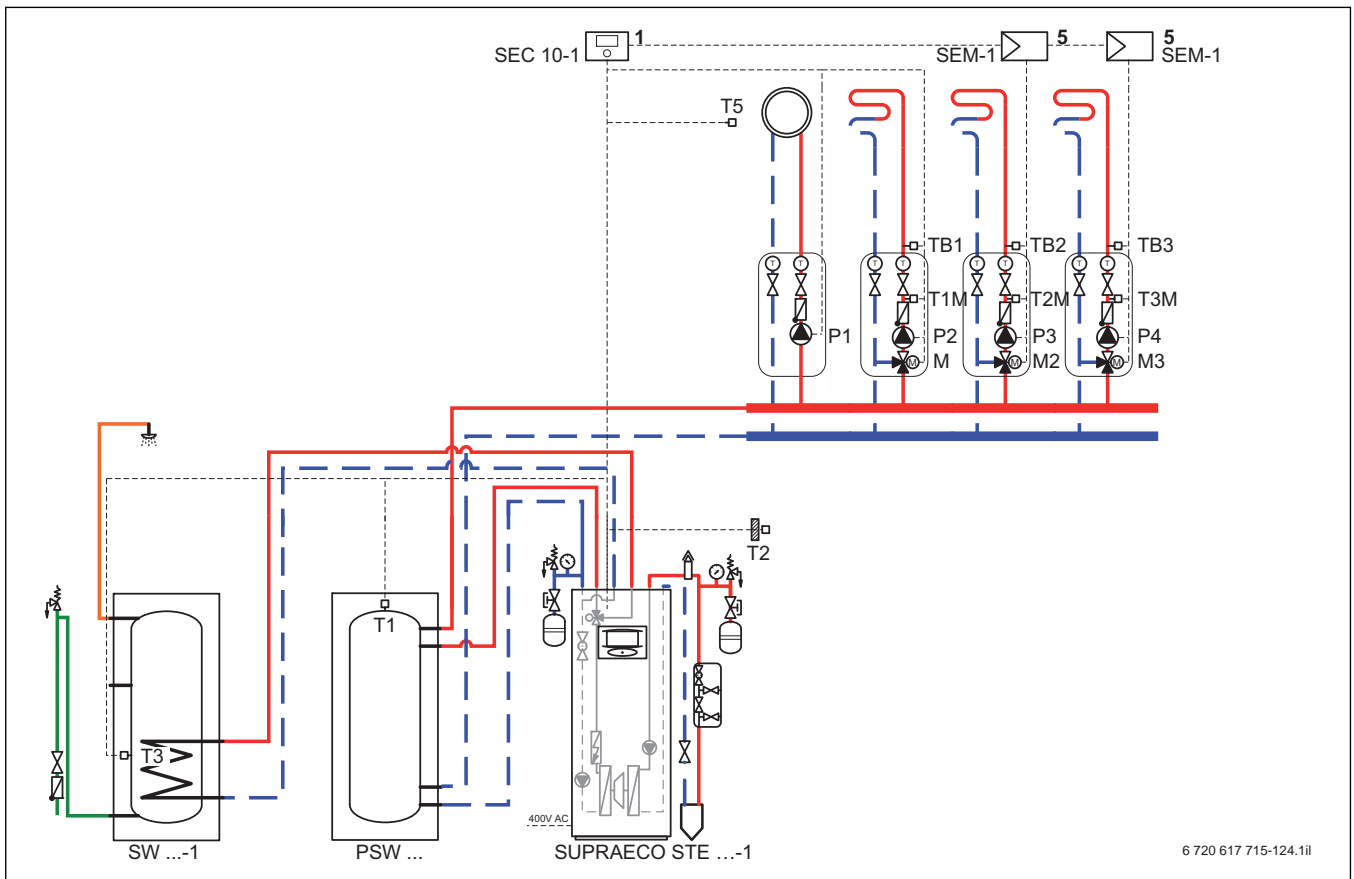 1
SEC 10-1
5
SEM-1
5
SEM-1
T5
TB1
TB2
TB3
T T T T T T T T
T1M
T2M
T3M
P1
P2
P3
P4
M M
M M2
M M3
T2
T1
T3
400V AC
SW ...-1
PSW ...
SUPRAECO STE ...-1
6 720 617 715-124.1il